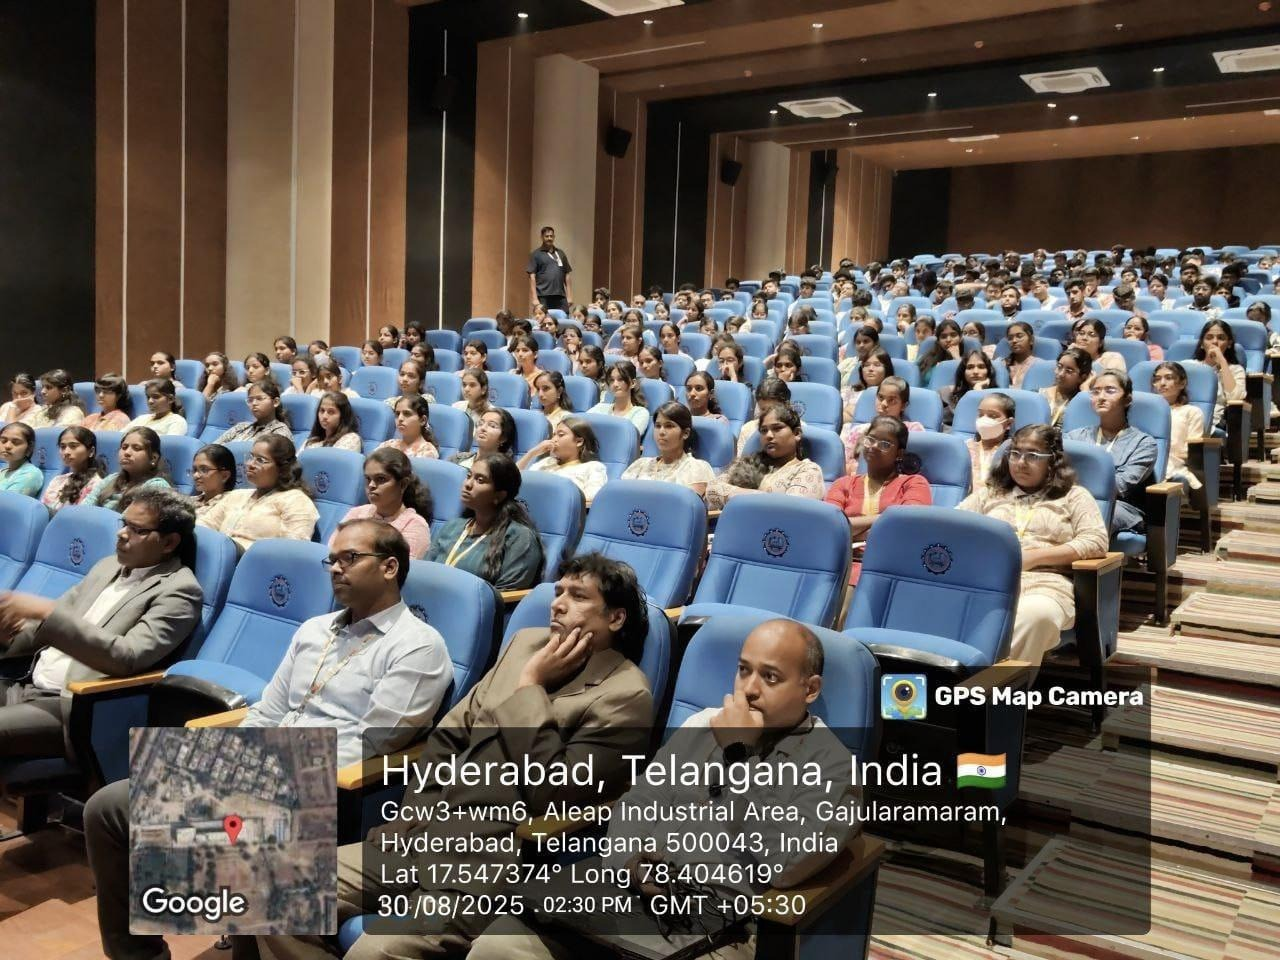 GPS Map Camera
Hyderabad, Telangana, India
Gcw3+wm6, Aleap Industrial Area, Gajularamaram,
Hyderabad, Telangana 500043, India
Lat 17.547374° Long 78.404619°
30/08/2025 02:30 PM GMT +05:30
Google